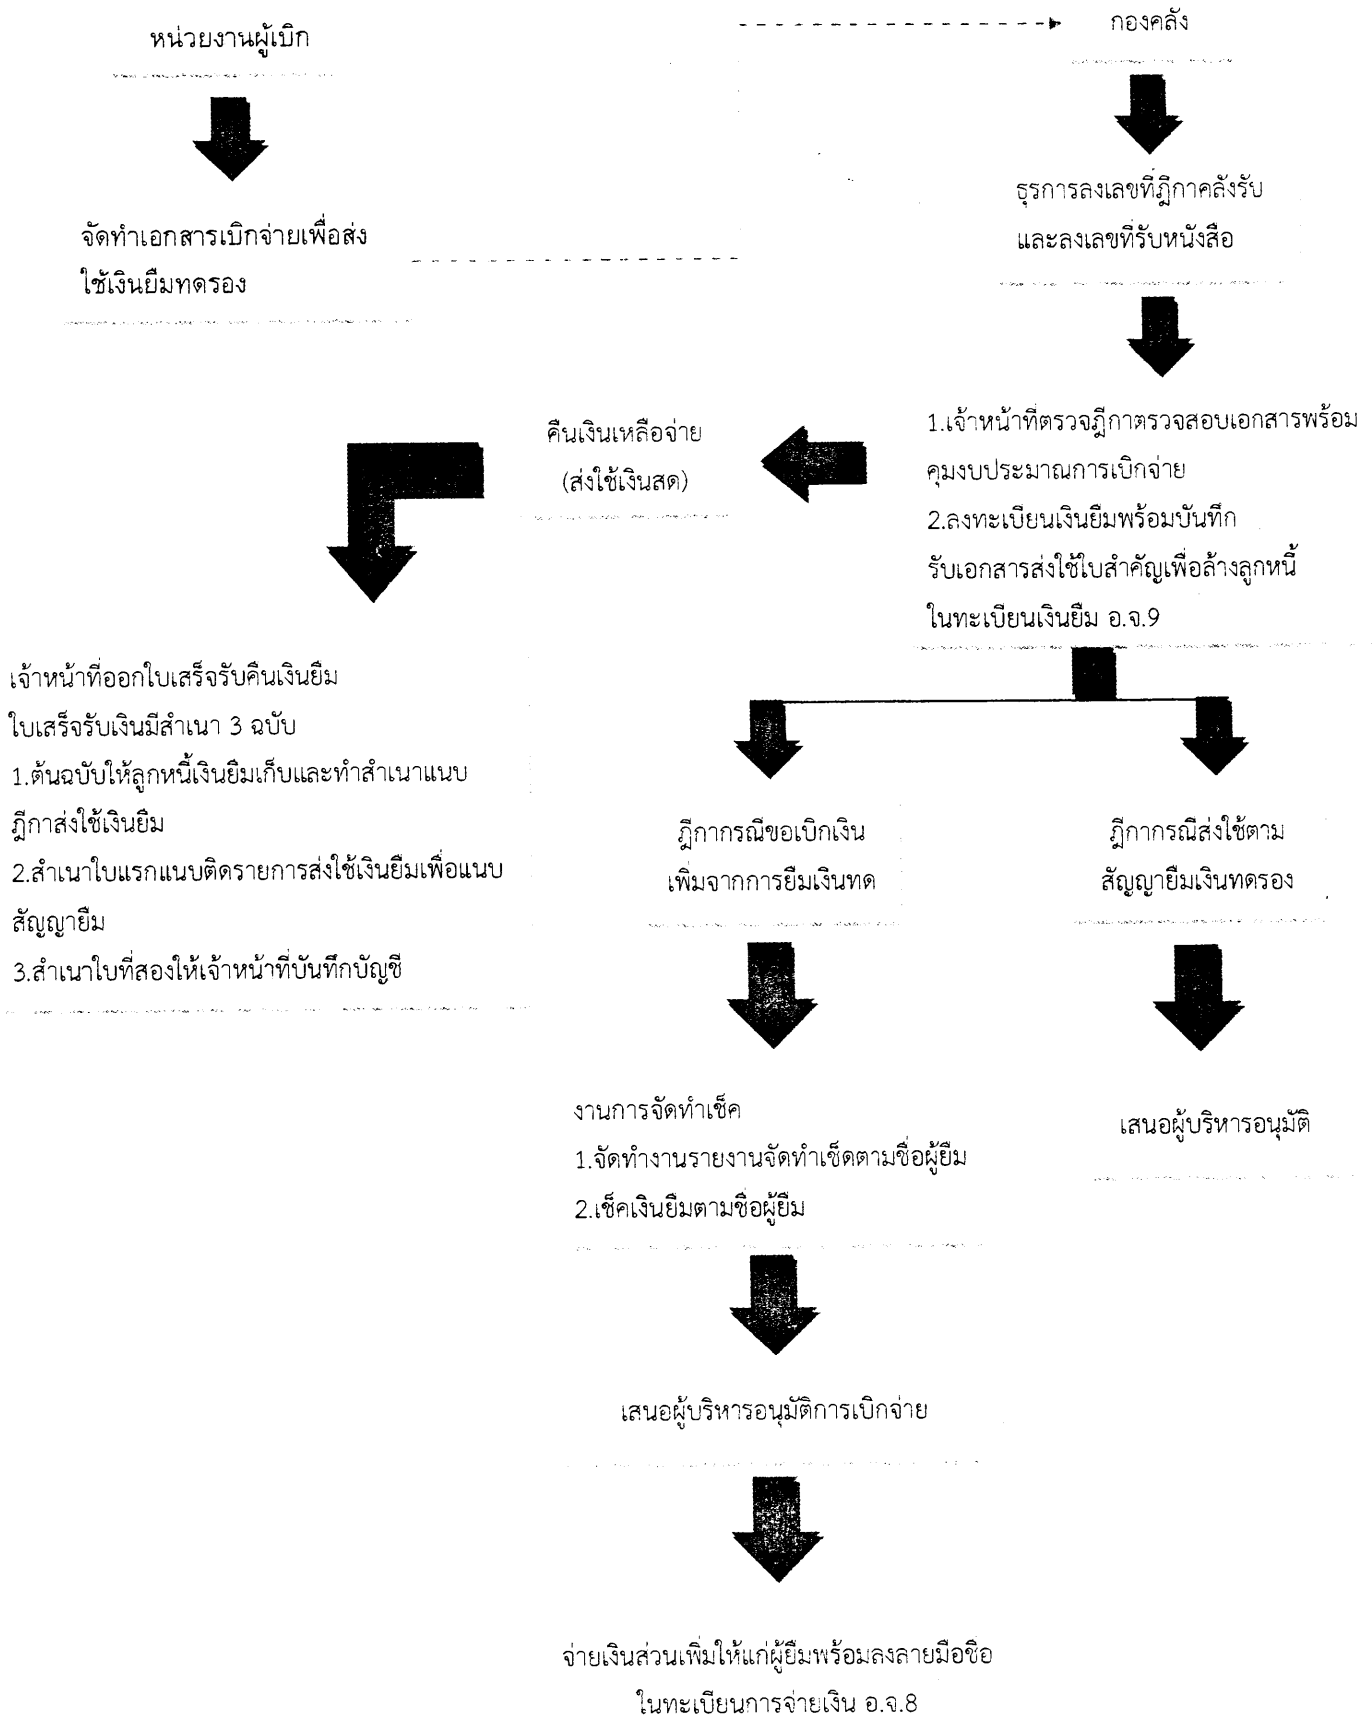 หน่วยงานผู้เบิก
จัดทำเอกสารเบิกจ่ายเพื่อส่ง
ใช้เงินยืมทดรอง
กองคลัง
ธุรการลงเลขที่ฎีกาคลังรับ
และลงเลขที่รับหนังสือ
1.เจ้าหน้าที่ตรวจฎีกาตรวจสอบเอกสารพร้อม
คุมงบประมาณการเบิกจ่าย
2.ลงทะเบียนเงินยืมพร้อมบันทึก
รับเอกสารส่งใช้ใบสำคัญเพื่อล้างลูกหนี้
ในทะเบียนเงินยืม อ.จ.9
คืนเงินเหลือจ่าย
(ส่งใช้เงินสด)
เจ้าหน้าที่ออกใบเสร็จรับคืนเงินยืม
ใบเสร็จรับเงินมีสำเนา 3 ฉบับ
1.ต้นฉบับให้ลูกหนี้เงินยืมเก็บและทำสำเนาแนบ
ฎีกาส่งใช้เงินยืม
2.สำเนาใบแรกแนบติดรายการส่งใช้เงินยืมเพื่อแนบ
สัญญายืม
3.สำเนาใบที่สองให้เจ้าหน้าที่บันทึกบัญชี
ฎีกากรณีขอเบิกเงิน
เพิ่มจากการยืมเงินทด
ฎีกากรณีส่งใช้ตาม
สัญญายืมเงินทดรอง
งานการจัดทำเช็ค
1.จัดทำงานรายงานจัดทำเช็ดตามชื่อผู้ยืม
2.เช็คเงินยืมตามชื่อผู้ยืม
เสนอผู้บริหารอนุมัติ
เสนอผู้บริหารอนุมัติการเบิกจ่าย
จ่ายเงินส่วนเพิ่มให้แก่ผู้ยืมพร้อมลงลายมือชื่อ
ในทะเบียนการจ่ายเงิน อ.จ.8